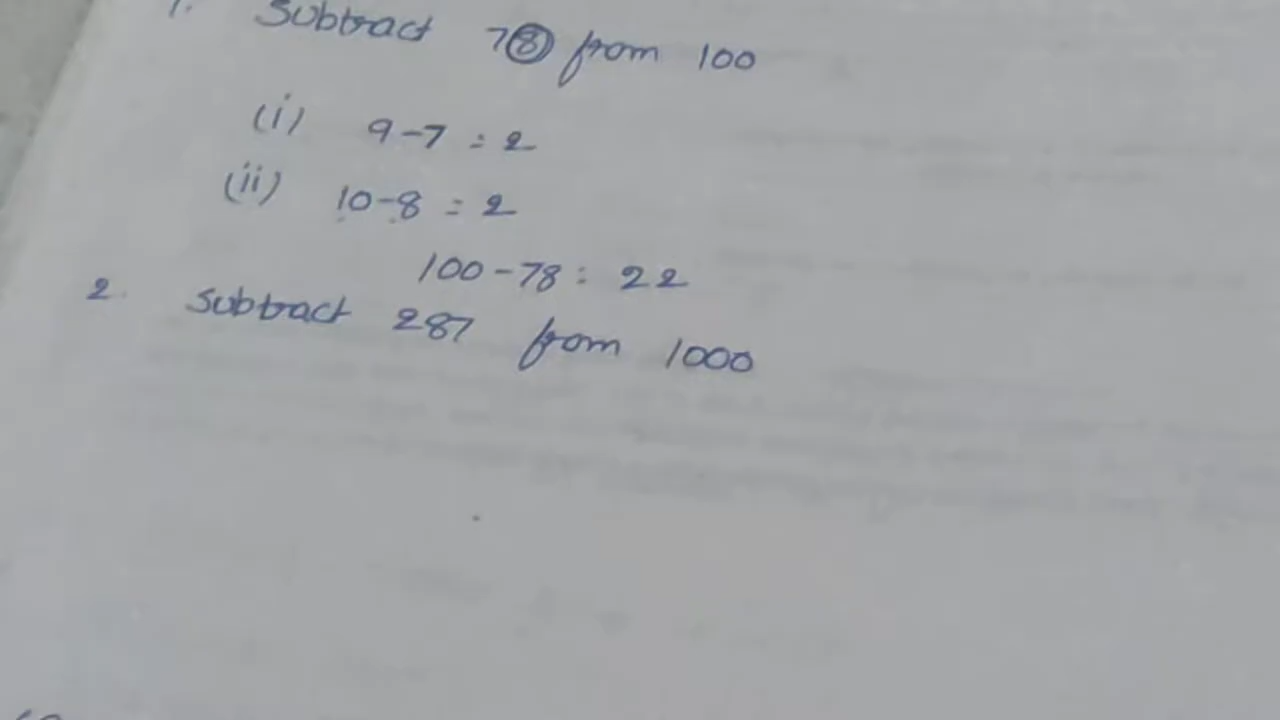 1. Subtract 78 from 100
(i) 9-7 = 2
(ii) 10-8 = 2
100-78 = 22
2. Subtract 287 from 1000